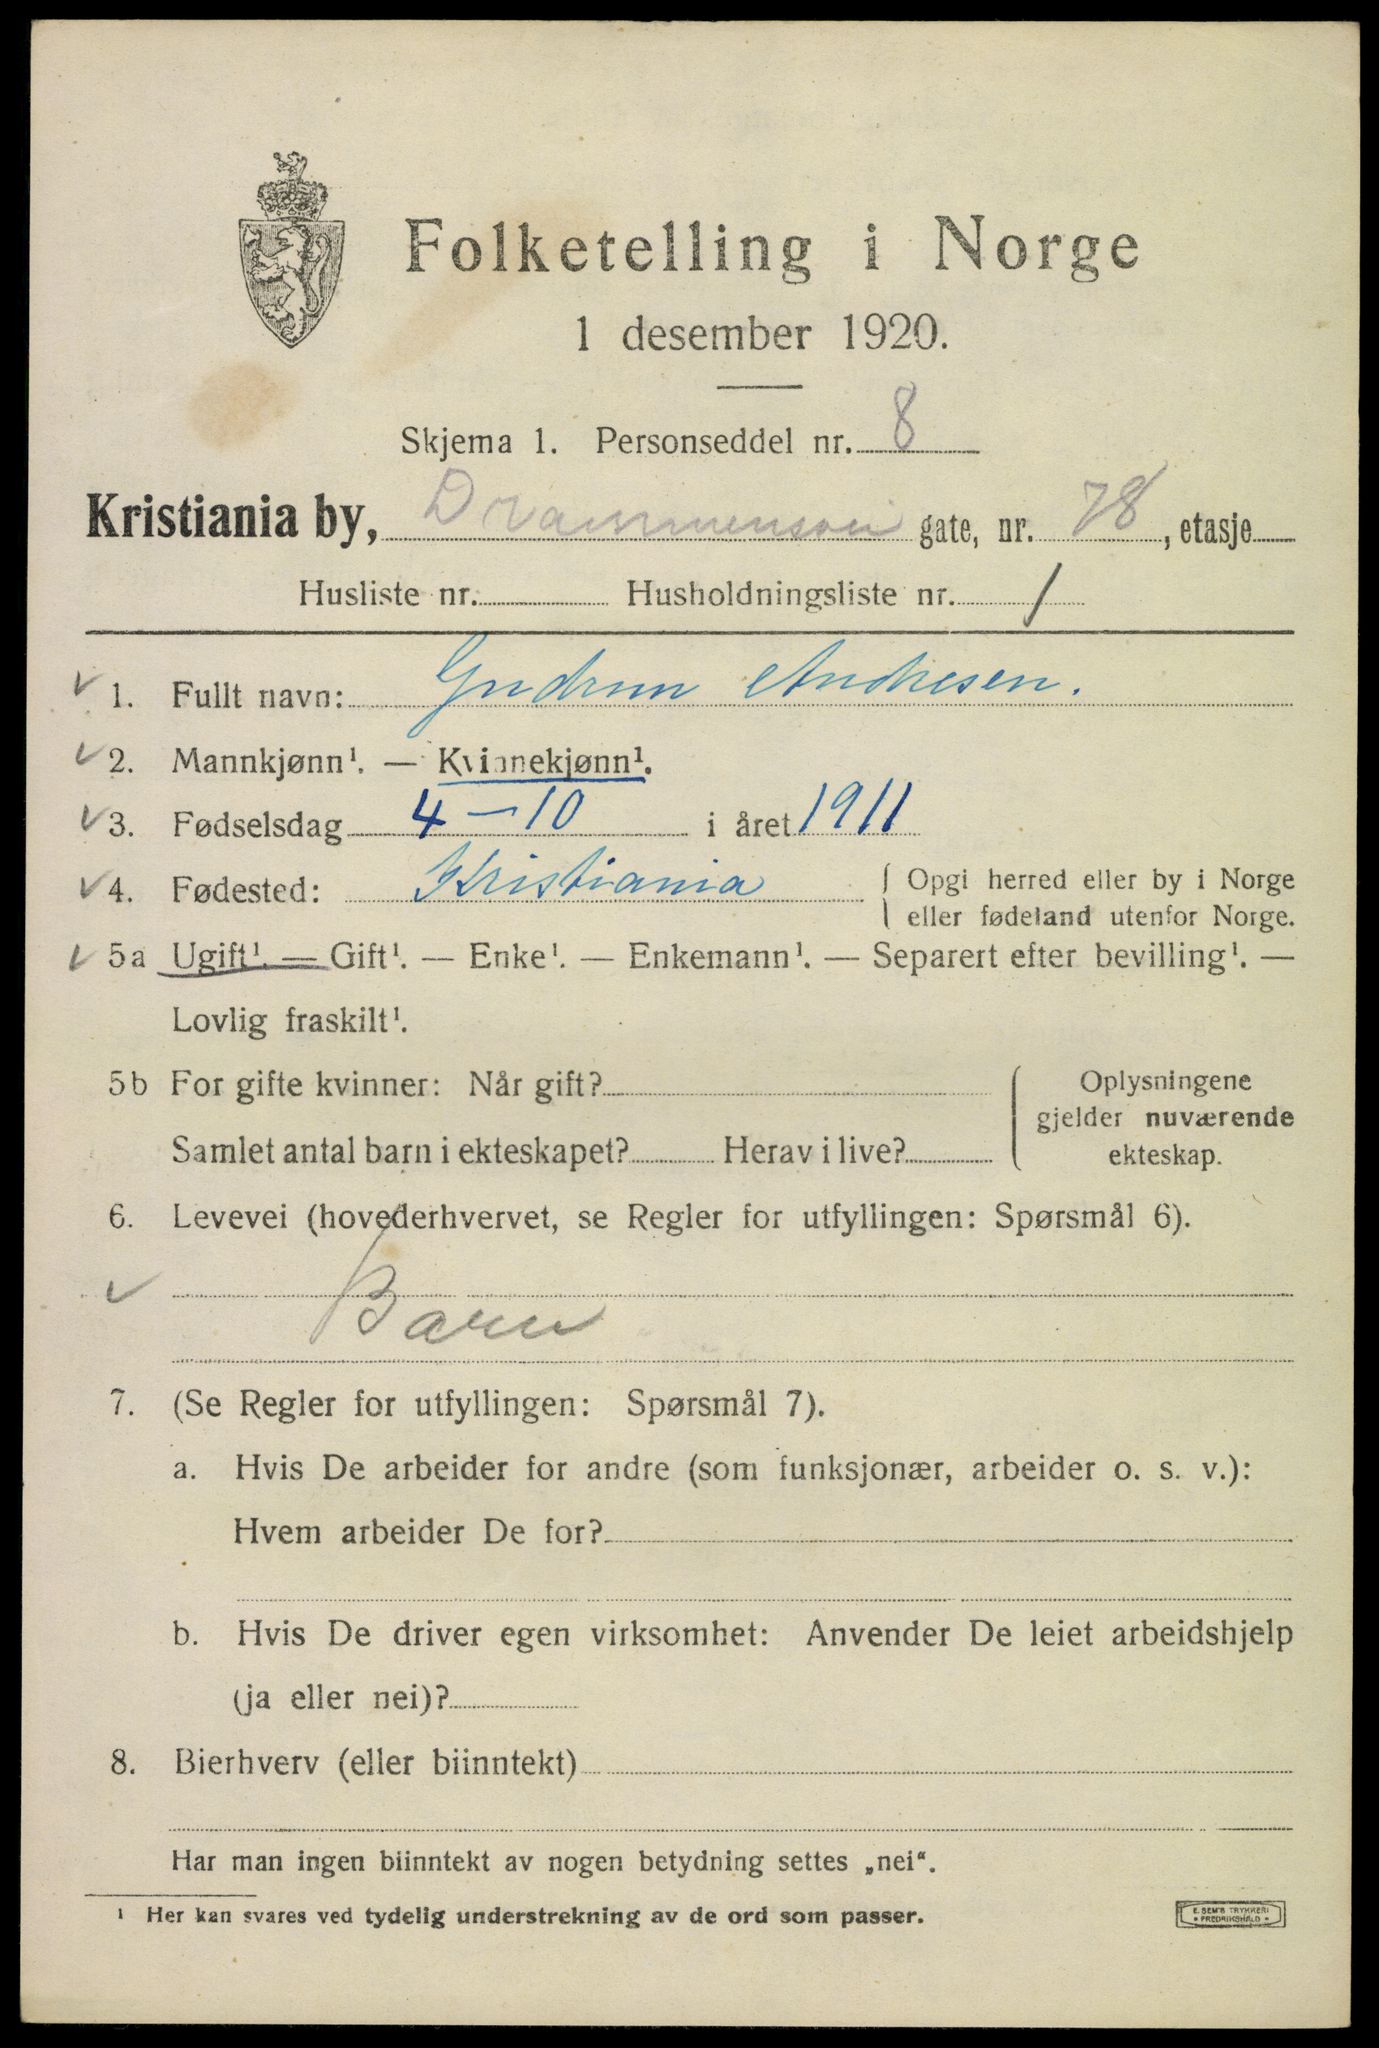 Folketelling i Norge
1 desember 1920.
Skjema 1. Personseddel nr. 8
Kristiania by, Drammensvei gate, nr. 78, etasje
Husliste nr. Husholdningsliste nr. 1
1. Fullt navn: Gudrun Andresen.
2. Mannkjønn¹. — Kvinnekjønn¹.
3. Fødselsdag 4-10 i året 1911
4. Fødested: Kristiania { Opgi herred eller by i Norge
eller fødeland utenfor Norge.
5a Ugift¹. — Gift¹. — Enke¹. — Enkemann¹. — Separert efter bevilling¹. —
Lovlig fraskilt¹.
5b For gifte kvinner: Når gift?
Samlet antal barn i ekteskapet? Herav i live?
Oplysningene
gjelder nuværende
ekteskap.
6. Levevei (hovederhvervet, se Regler for utfyllingen: Spørsmål 6).
Barn
7. (Se Regler for utfyllingen: Spørsmål 7).
a. Hvis De arbeider for andre (som funksjonær, arbeider o. s. v.):
Hvem arbeider De for?
b. Hvis De driver egen virksomhet: Anvender De leiet arbeidshjelp
(ja eller nei)?
8. Bierhverv (eller biinntekt)
Har man ingen biinntekt av nogen betydning settes „nei“.
¹ Her kan svares ved tydelig understrekning av de ord som passer.
E. SEM'S TRYKKERI
• FREDRIKSHALD •